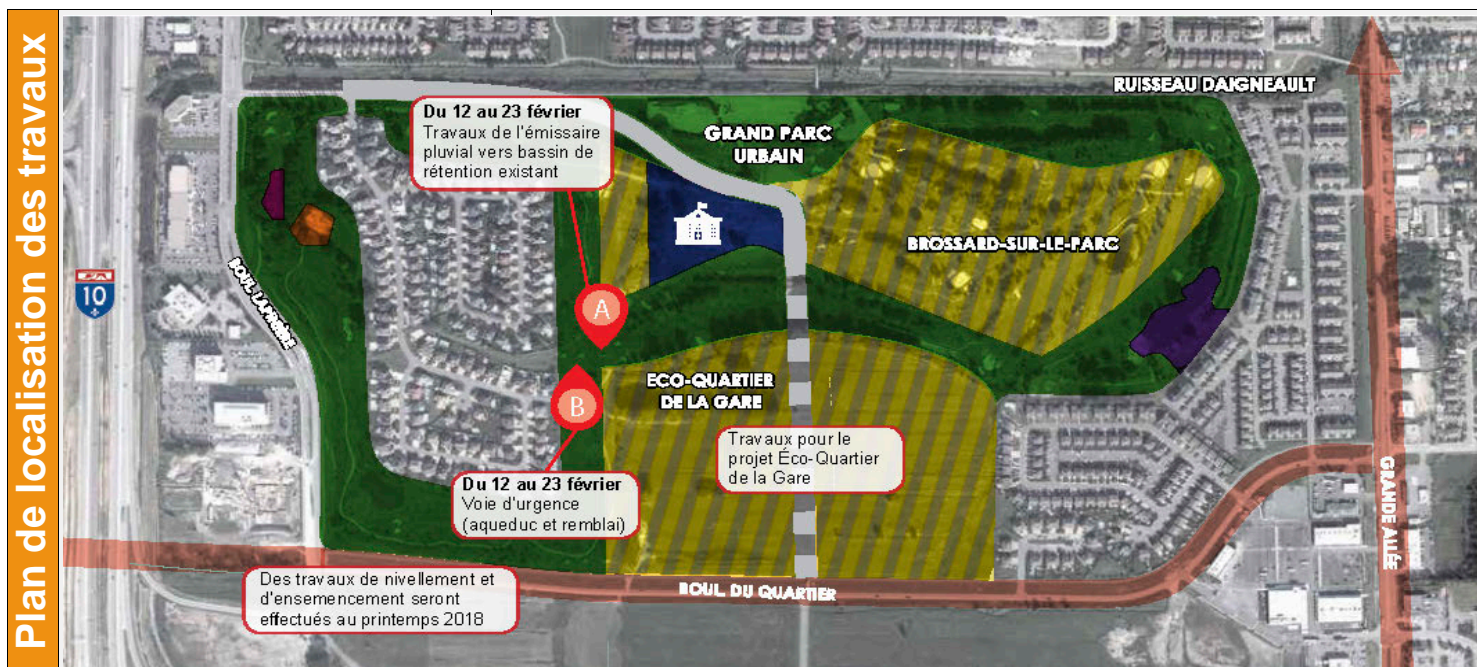 Plan de localisation des travaux
RUISSEAU DAIGNEAULT
Du 12 au 23 février
Travaux de l'émissaire
pluvial vers bassin de
rétention existant
GRAND PARC
URBAIN
BROSSARD-SUR-LE-PARC
10
BOUL. LAPINIÈRE
A
B
ECO-QUARTIER
DE LA GARE
Travaux pour le
projet Éco-Quartier
de la Gare
Du 12 au 23 février
Voie d'urgence
(aqueduc et remblai)
GRANDE ALLÉE
Des travaux de nivellement et
d'ensemencement seront
effectués au printemps 2018
BOUL. DU QUARTIER